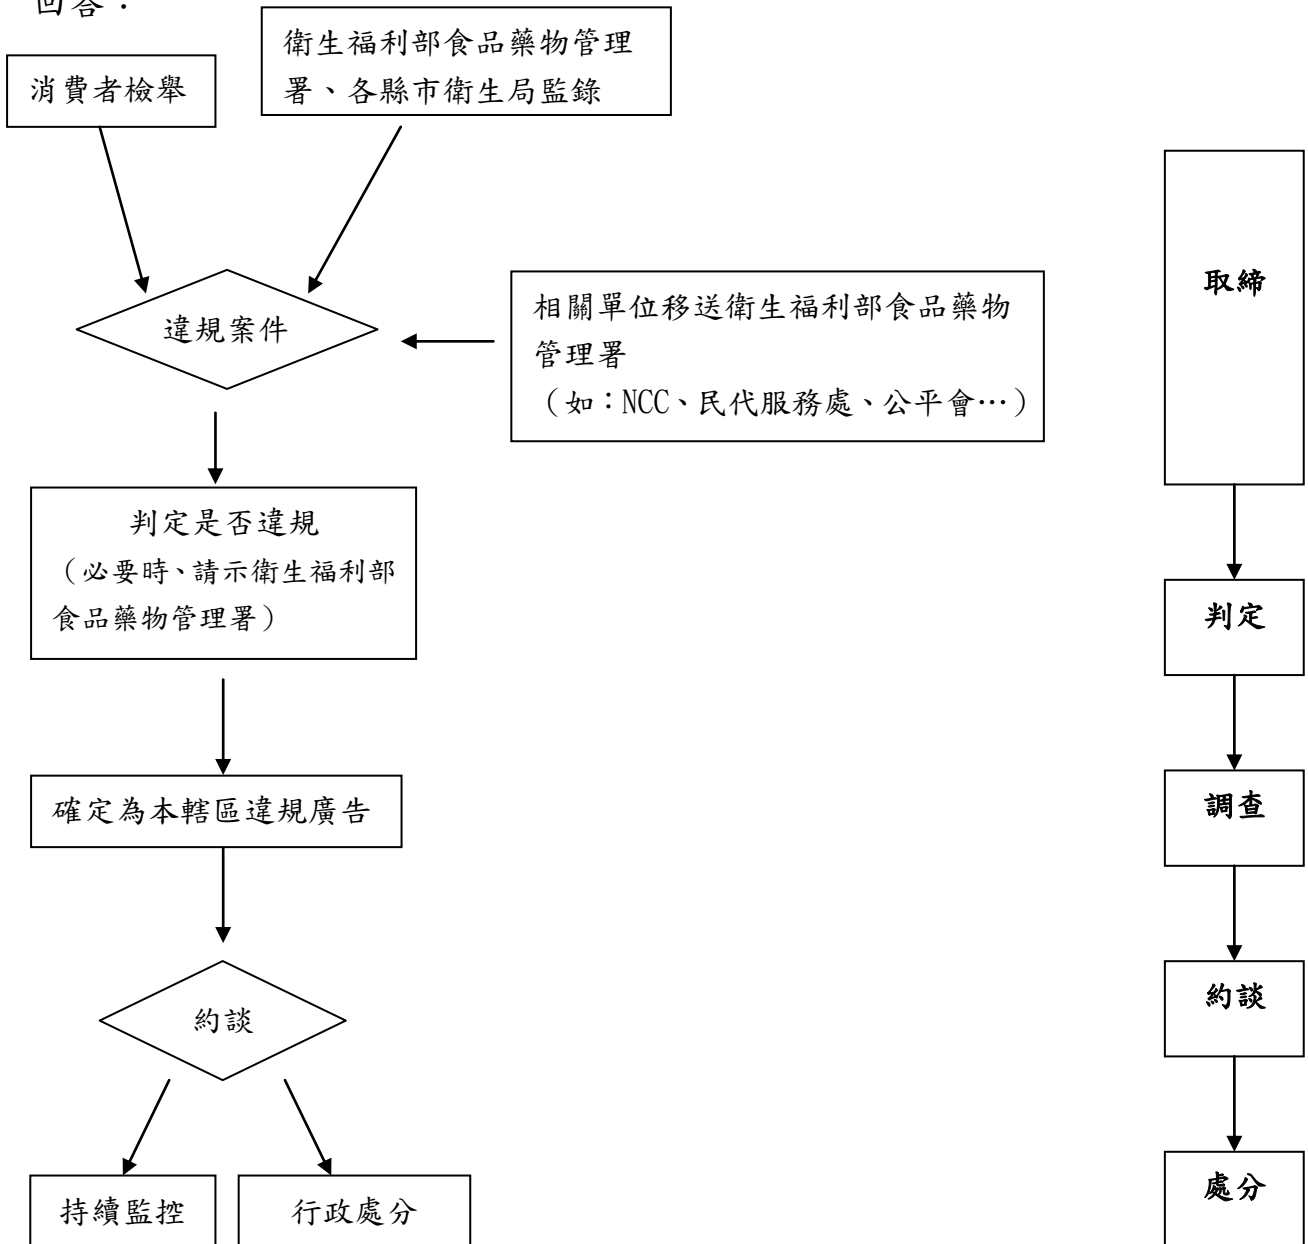 回答：
衛生福利部食品藥物管理
署、各縣市衛生局監錄
消費者檢舉
取締
違規案件
相關單位移送衛生福利部食品藥物
管理署
（如：NCC、民代服務處、公平會…）
判定是否違規
（必要時、請示衛生福利部
食品藥物管理署）
判定
確定為本轄區違規廣告
調查
約談
約談
持續監控
行政處分
處分